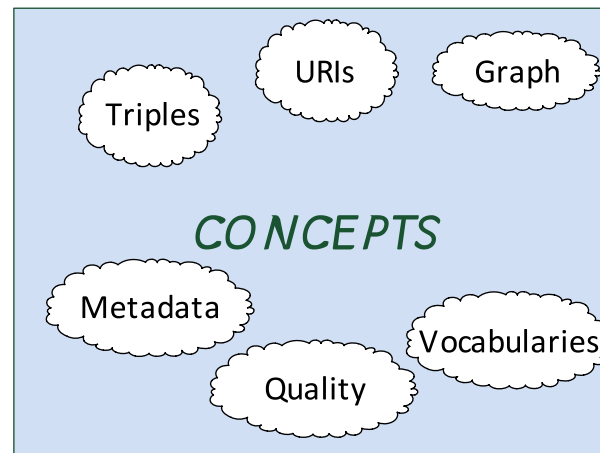 URIs
Graph
Triples
CONCEPTS
Metadata
Vocabularies
Quality